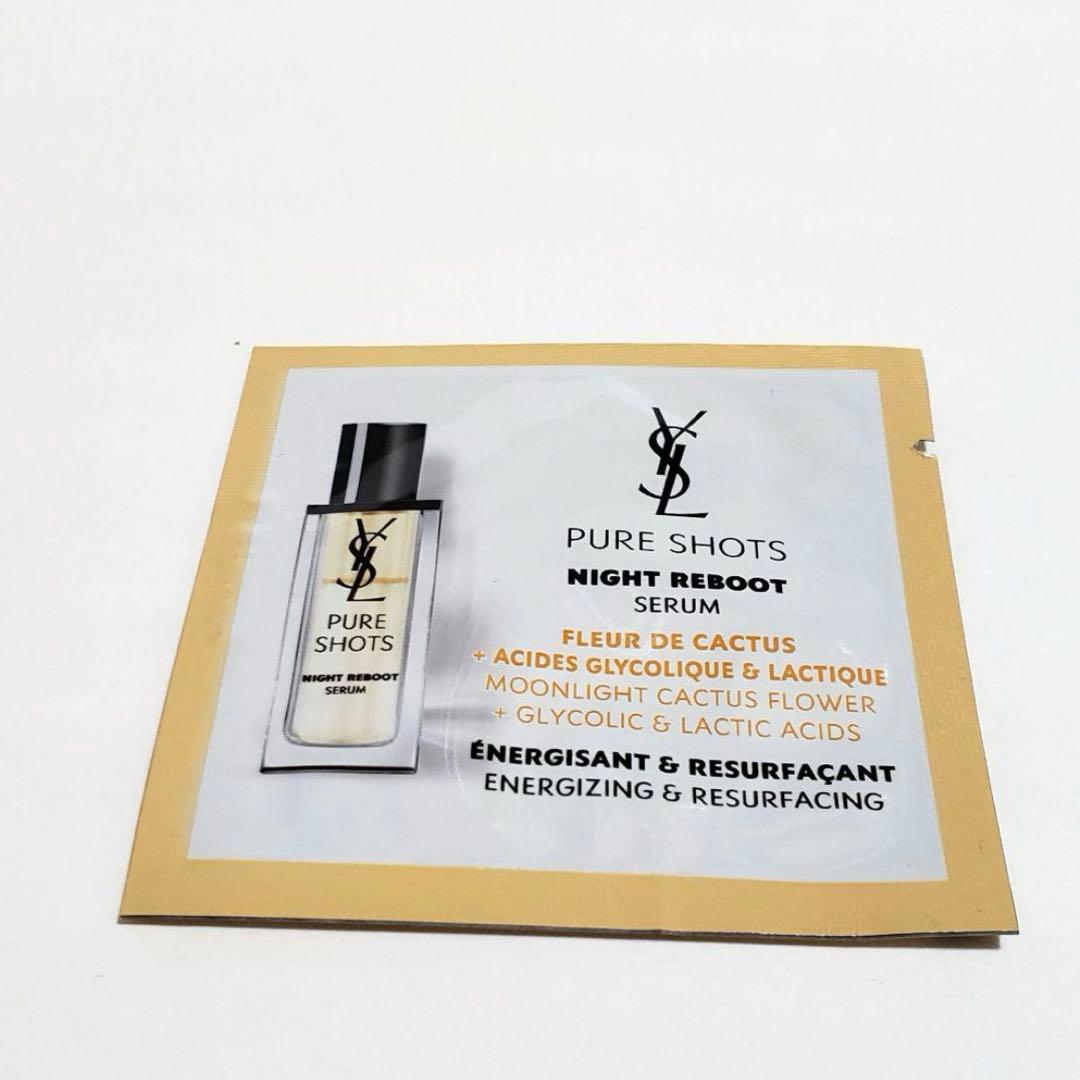 YSL
PURE
SHOTS
NIGHT REBOOT
SERUM
YSL
PURE SHOTS
NIGHT REBOOT
SERUM
FLEUR DE CACTUS
+ ACIDES GLYCOLIQUE & LACTIQUE
MOONLIGHT CACTUS FLOWER
+ GLYCOLIC & LACTIC ACIDS
ÉNERGISANT & RESURFAÇANT
ENERGIZING & RESURFACING